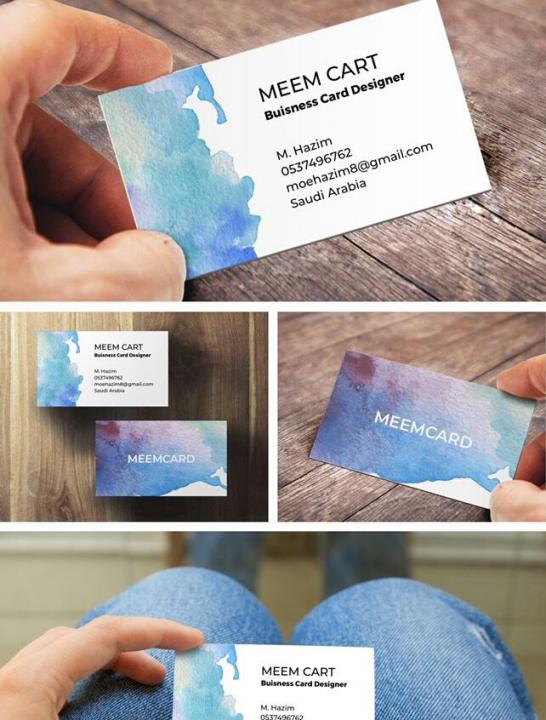 MEEM CART
Buisness Card Designer
M. Hazim
0537496762
moehazim8@gmail.com
Saudi Arabia
MEEM CART
Buisness Card Designer
M. Hazim
0537496762
moehazim8@gmail.com
Saudi Arabia
MEEMCARD
MEEMCARD
MEEM CART
Buisness Card Designer
M. Hazim
0537496762